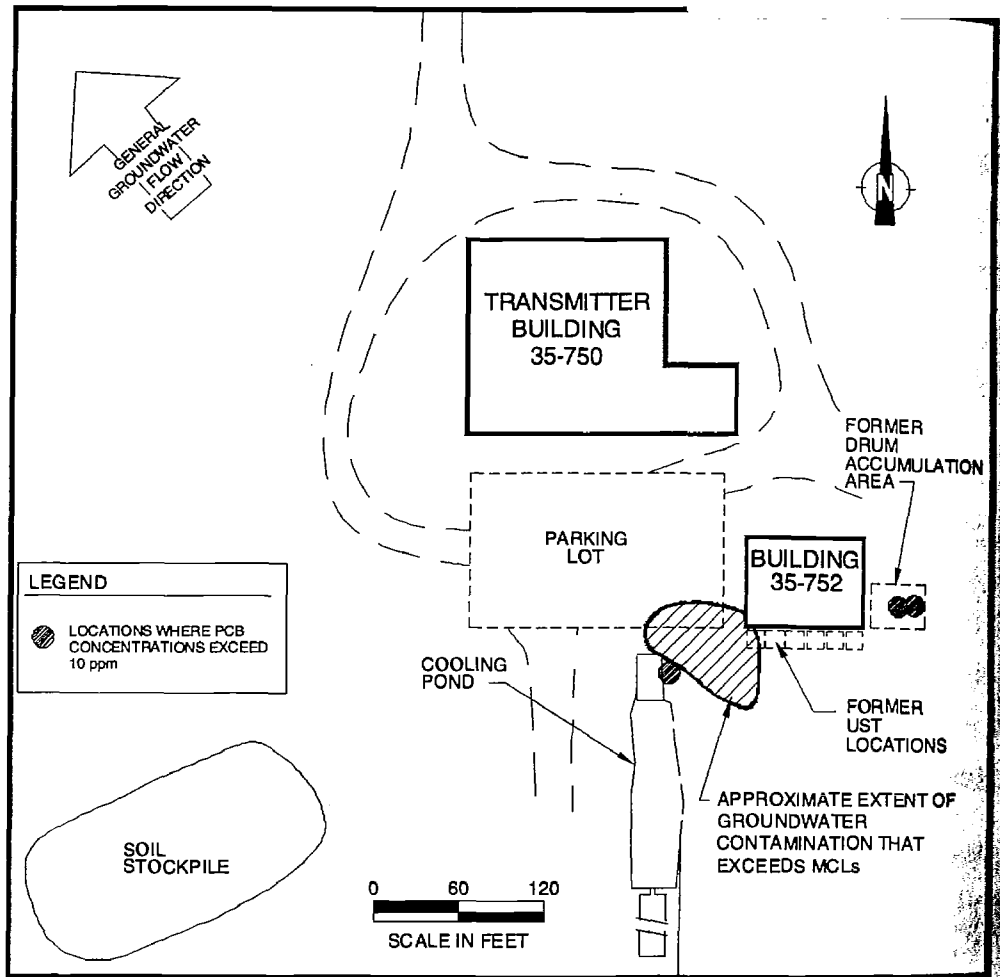 GENERAL
GROUNDWATER
FLOW
DIRECTION
N
TRANSMITTER
BUILDING
35-750
FORMER
DRUM
ACCUMULATION
AREA
PARKING
LOT
BUILDING
35-752
LEGEND
LOCATIONS WHERE PCB
CONCENTRATIONS EXCEED
10 ppm
COOLING
POND
FORMER
UST
LOCATIONS
APPROXIMATE EXTENT OF
GROUNDWATER
CONTAMINATION THAT
EXCEEDS MCLs
SOIL
STOCKPILE
0 60 120
SCALE IN FEET